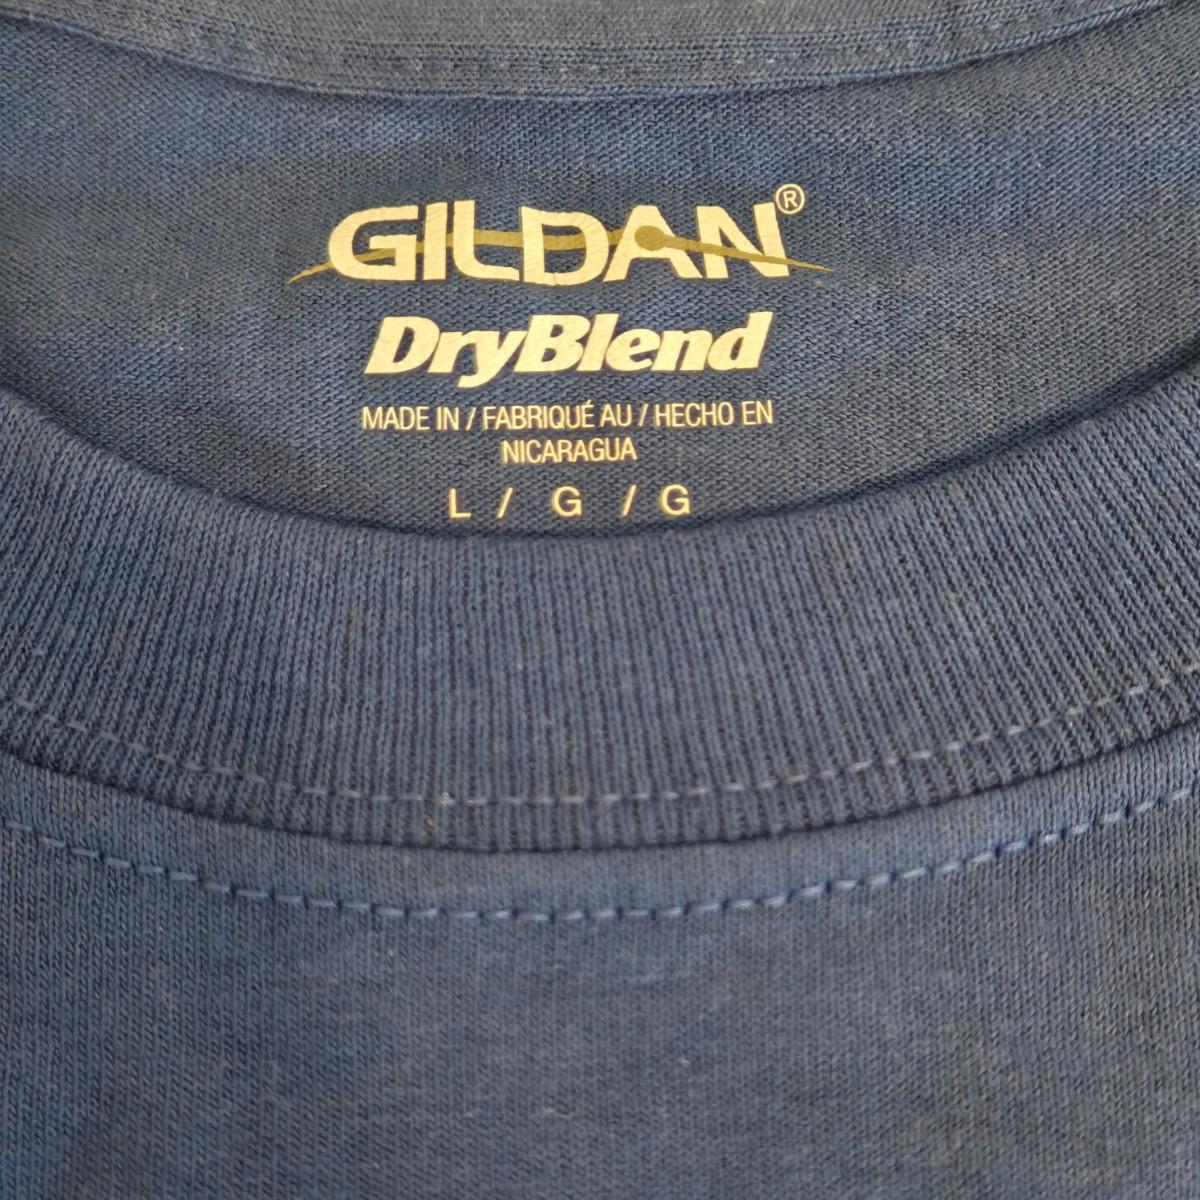 GILDAN®
DryBlend
MADE IN / FABRIQUÉ AU / HECHO EN
NICARAGUA
L / G / G